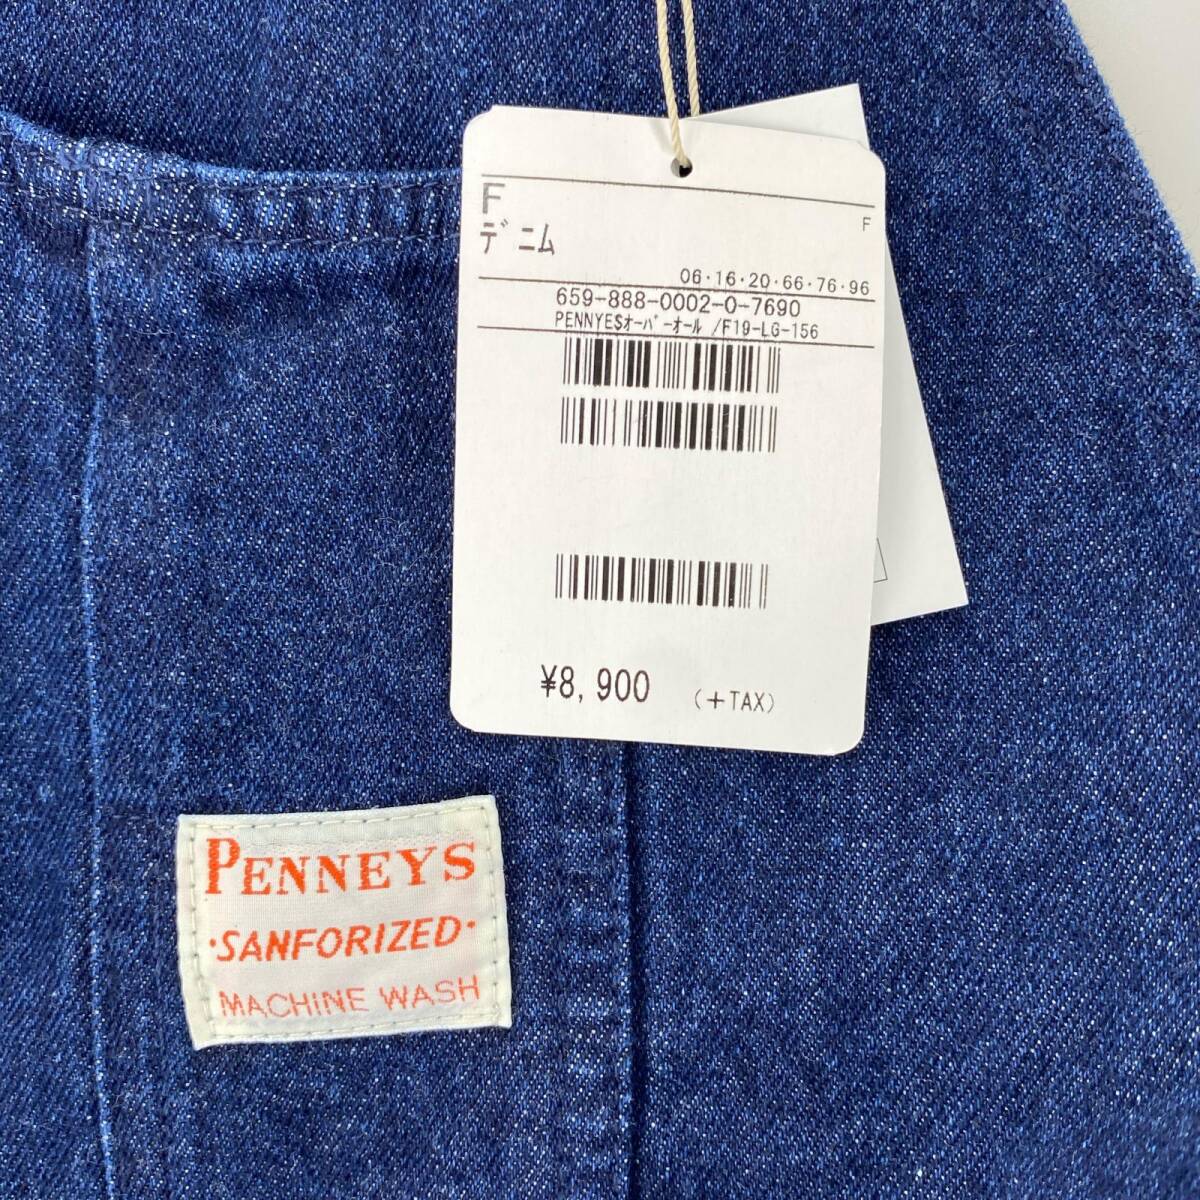 F
F
デニム
06・16・20・66・76・96
659-888-0002-0-7690
PENNYE$オーバーオール /F19-LG-156
¥8,900 (+TAX)
PENNEYS
・SANFORIZED・
MACHINE WASH